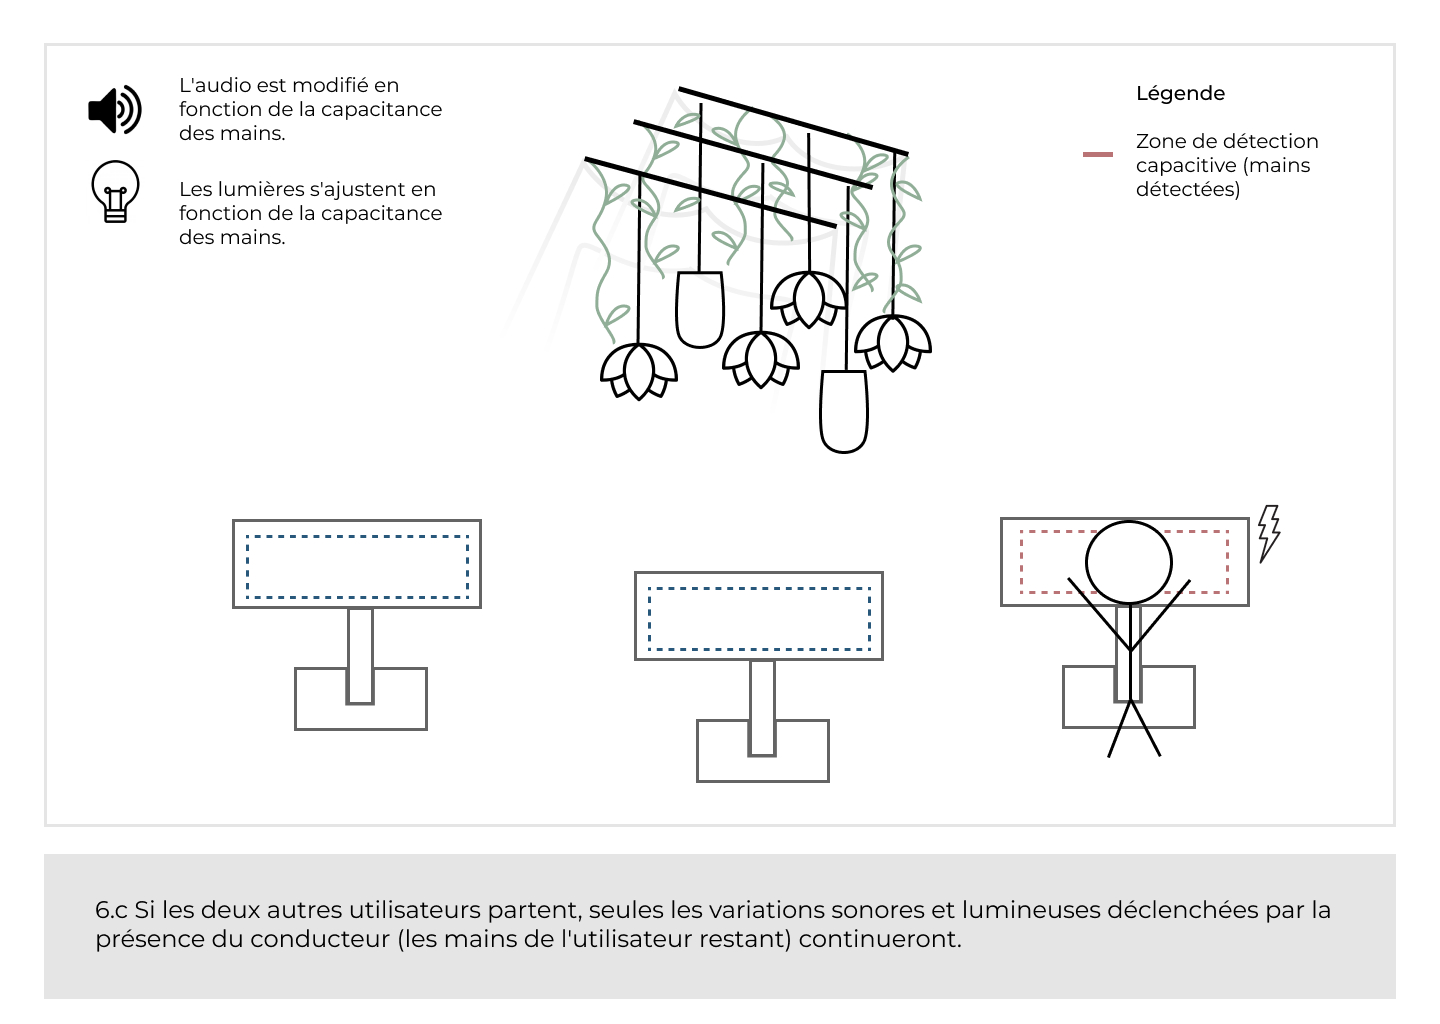 L'audio est modifié en
fonction de la capacitance
des mains.
Les lumières s'ajustent en
fonction de la capacitance
des mains.
Légende
Zone de détection
capacitive (mains
détectées)
6.c Si les deux autres utilisateurs partent, seules les variations sonores et lumineuses déclenchées par la
présence du conducteur (les mains de l'utilisateur restant) continueront.